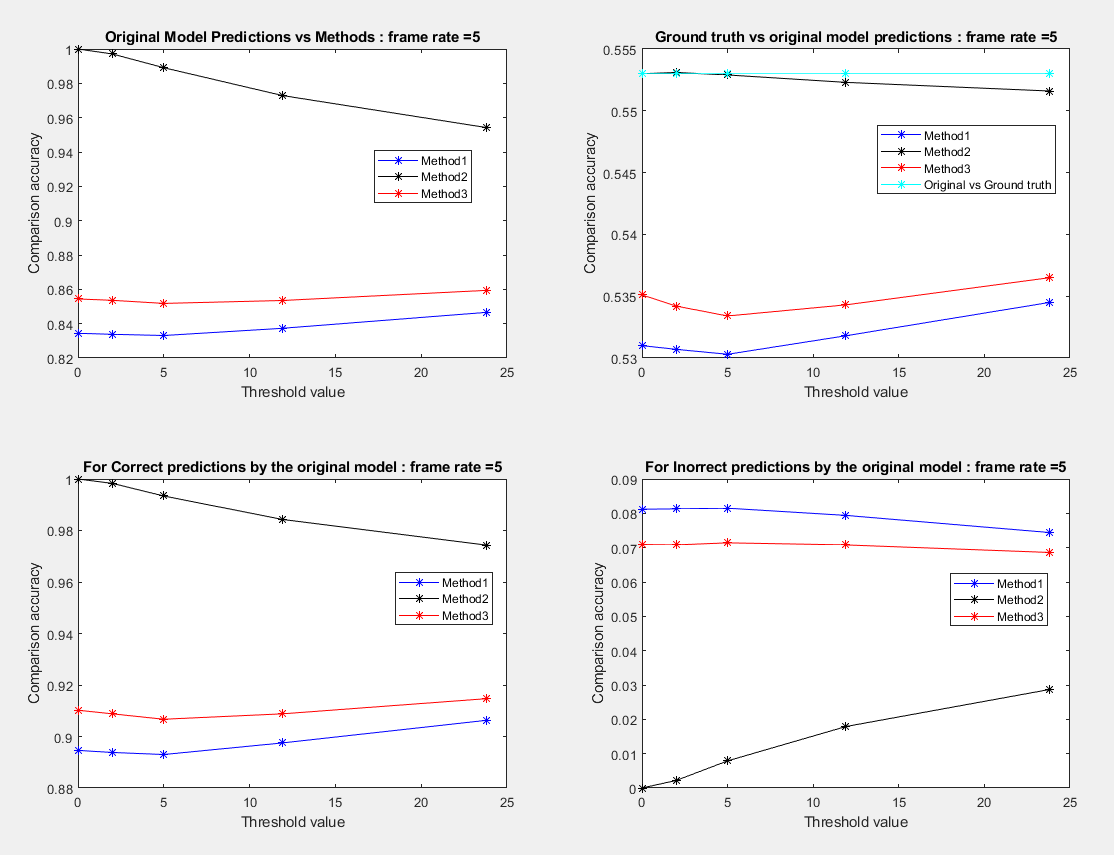 Original Model Predictions vs Methods : frame rate =5
1
0.98
0.96
0.94
0.92
0.9
0.88
0.86
0.84
0.82
Comparison accuracy
Method1
Method2
Method3
0 5 10 15 20 25
Threshold value
Ground truth vs original model predictions : frame rate =5
0.555
0.55
0.545
0.54
0.535
0.53
Comparison accuracy
Method1
Method2
Method3
Original vs Ground truth
0 5 10 15 20 25
Threshold value
For Correct predictions by the original model : frame rate =5
1
0.98
0.96
0.94
0.92
0.9
0.88
Comparison accuracy
Method1
Method2
Method3
0 5 10 15 20 25
Threshold value
For Inorrect predictions by the original model : frame rate =5
0.09
0.08
0.07
0.06
0.05
0.04
0.03
0.02
0.01
0
Comparison accuracy
Method1
Method2
Method3
0 5 10 15 20 25
Threshold value